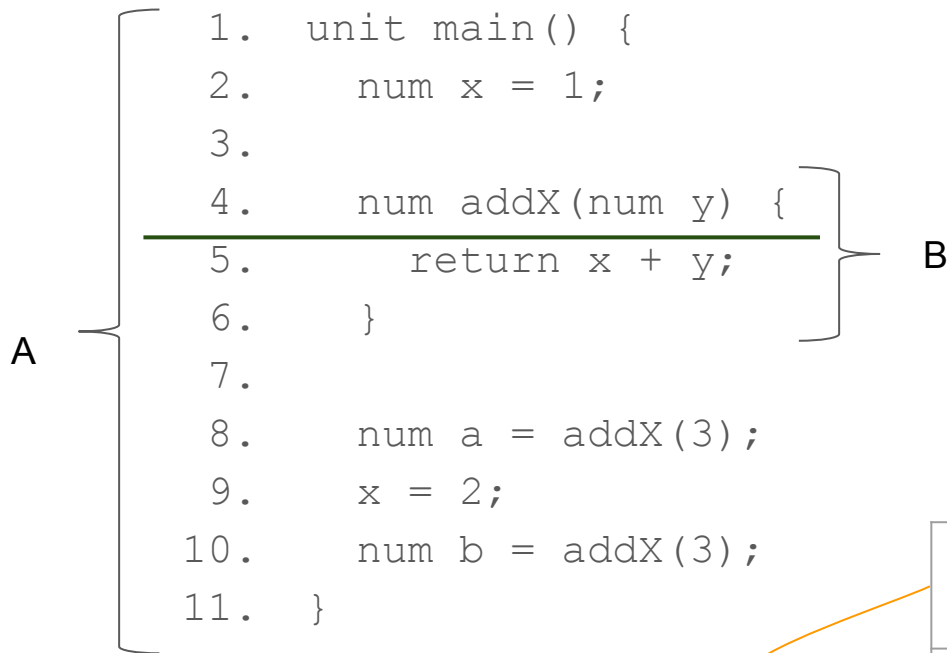 1. unit main() {
2. num x = 1;
3.
4. num addX(num y) {
5. return x + y;
6. }
7.
8. num a = addX(3);
9. x = 2;
10. num b = addX(3);
11. }
A
B